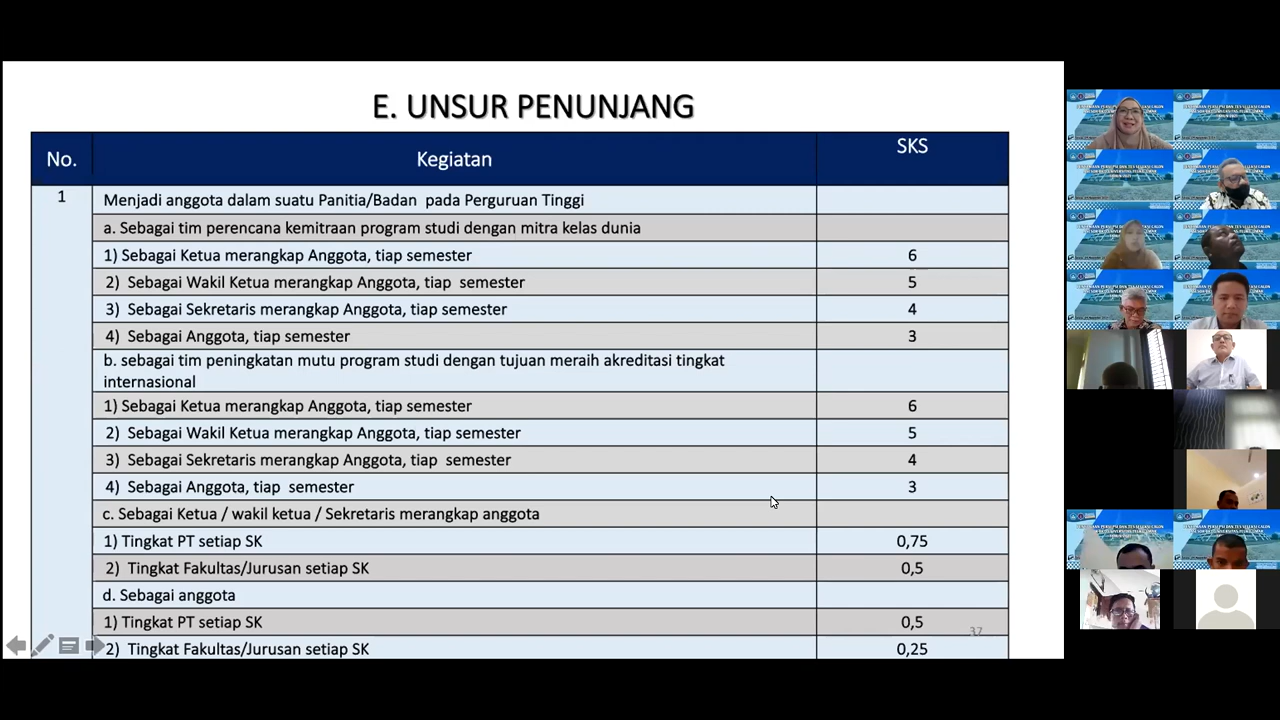 E. UNSUR PENUNJANG
No. Kegiatan SKS
1 Menjadi anggota dalam suatu Panitia/Badan pada Perguruan Tinggi
a. Sebagai tim perencana kemitraan program studi dengan mitra kelas dunia
1) Sebagai Ketua merangkap Anggota, tiap semester 6
2) Sebagai Wakil Ketua merangkap Anggota, tiap semester 5
3) Sebagai Sekretaris merangkap Anggota, tiap semester 4
4) Sebagai Anggota, tiap semester 3
b. sebagai tim peningkatan mutu program studi dengan tujuan meraih akreditasi tingkat
internasional
1) Sebagai Ketua merangkap Anggota, tiap semester 6
2) Sebagai Wakil Ketua merangkap Anggota, tiap semester 5
3) Sebagai Sekretaris merangkap Anggota, tiap semester 4
4) Sebagai Anggota, tiap semester 3
c. Sebagai Ketua / wakil ketua / Sekretaris merangkap anggota
1) Tingkat PT setiap SK 0,75
2) Tingkat Fakultas/Jurusan setiap SK 0,5
d. Sebagai anggota
1) Tingkat PT setiap SK 0,5
37
2) Tingkat Fakultas/Jurusan setiap SK 0,25